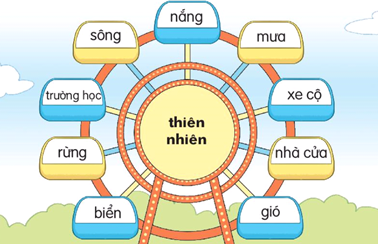 nắng
sông
mưa
trường học
xe cộ
thiên
nhiên
rừng
nhà cửa
biển
gió